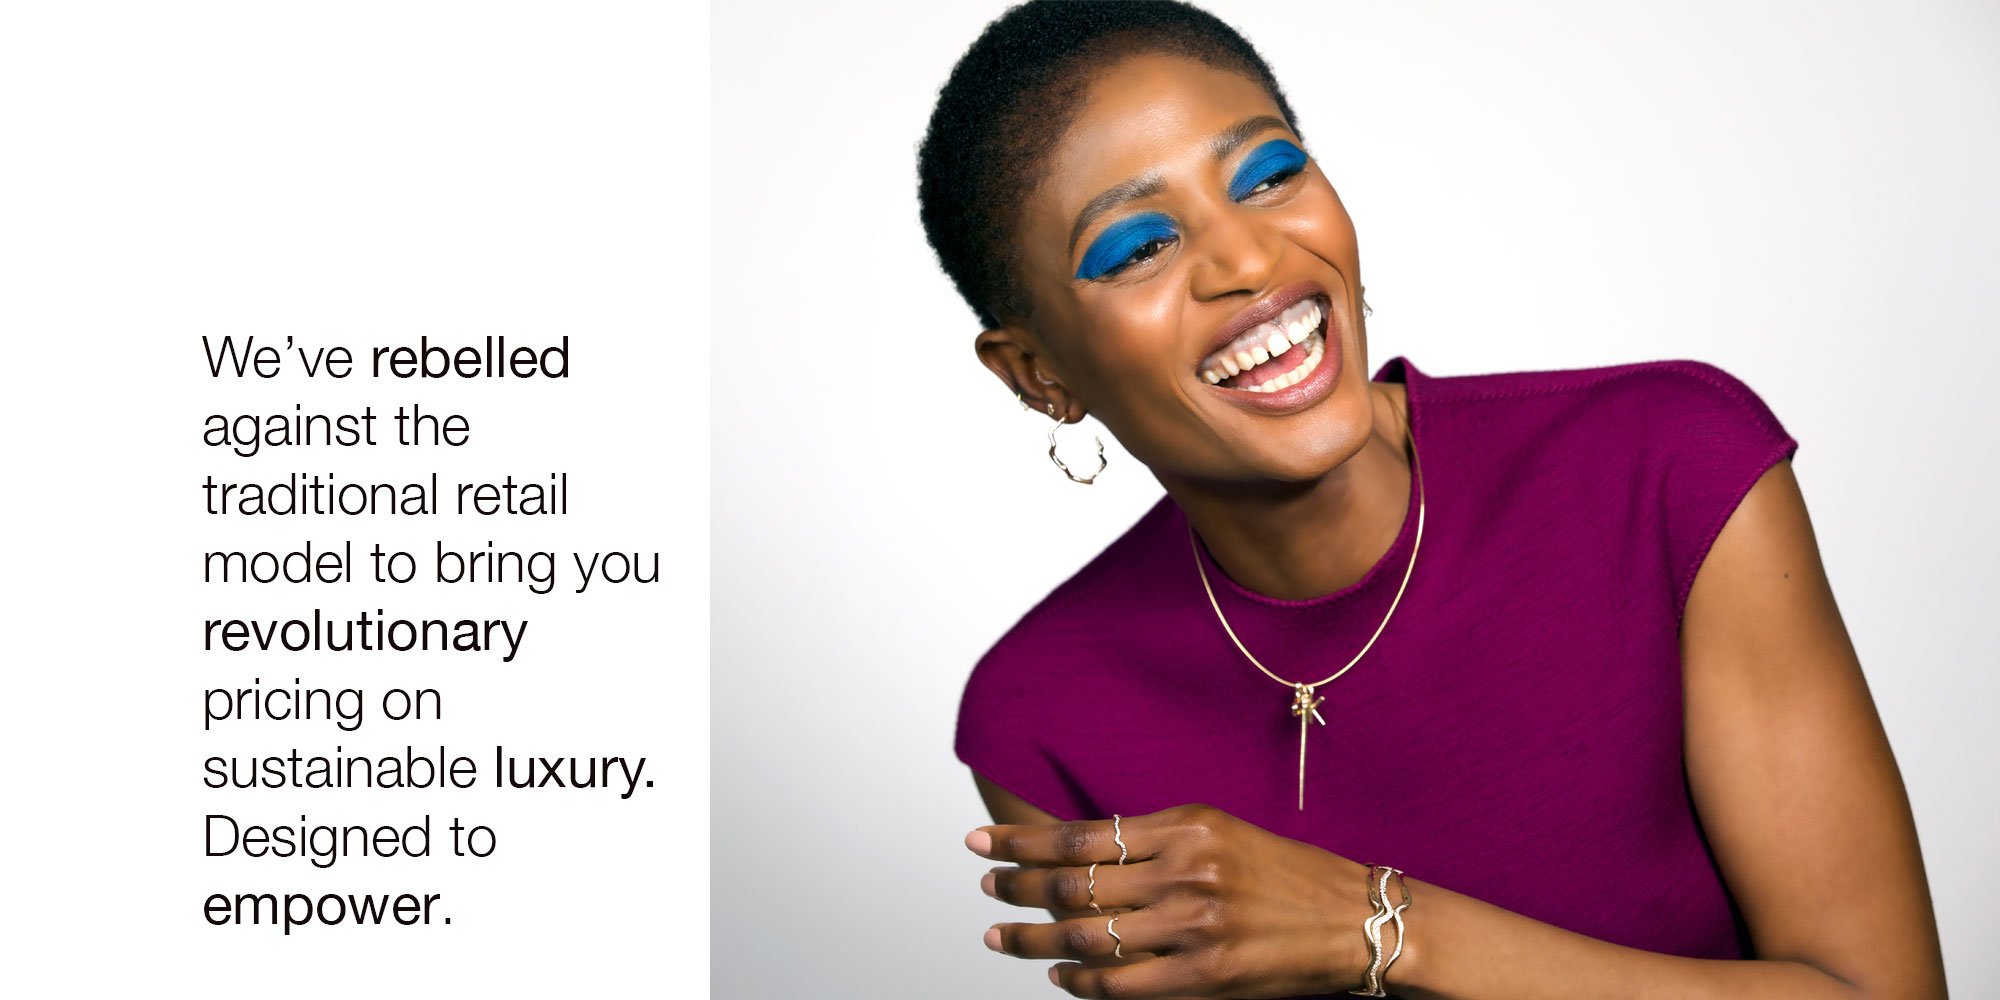 We’ve rebelled
against the
traditional retail
model to bring you
revolutionary
pricing on
sustainable luxury.
Designed to
empower.